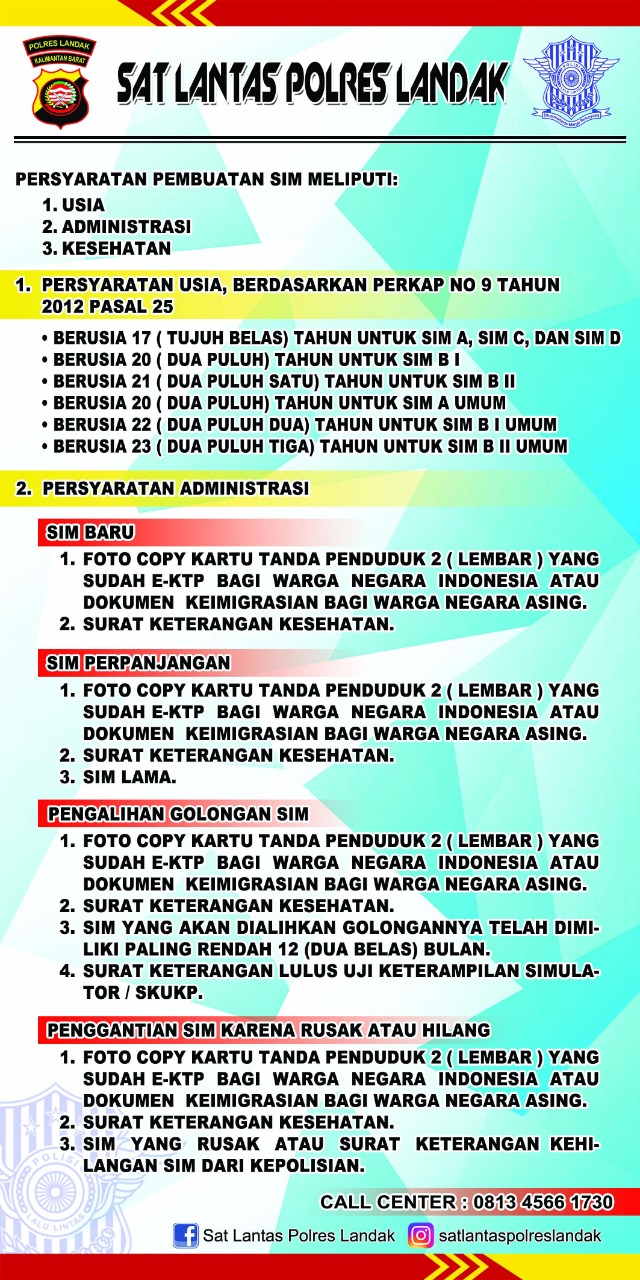 POLRES LANDAK
KALIMANTAN BARAT
SAT LANTAS POLRES LANDAK
PERSYARATAN PEMBUATAN SIM MELIPUTI:
1. USIA
2. ADMINISTRASI
3. KESEHATAN
1. PERSYARATAN USIA, BERDASARKAN PERKAP NO 9 TAHUN
2012 PASAL 25
• BERUSIA 17 ( TUJUH BELAS) TAHUN UNTUK SIM A, SIM C, DAN SIM D
• BERUSIA 20 ( DUA PULUH) TAHUN UNTUK SIM B I
• BERUSIA 21 ( DUA PULUH SATU) TAHUN UNTUK SIM B II
• BERUSIA 20 ( DUA PULUH) TAHUN UNTUK SIM A UMUM
• BERUSIA 22 ( DUA PULUH DUA) TAHUN UNTUK SIM B I UMUM
• BERUSIA 23 ( DUA PULUH TIGA) TAHUN UNTUK SIM B II UMUM
2. PERSYARATAN ADMINISTRASI
SIM BARU
1. FOTO COPY KARTU TANDA PENDUDUK 2 ( LEMBAR ) YANG
SUDAH E-KTP BAGI WARGA NEGARA INDONESIA ATAU
DOKUMEN KEIMIGRASIAN BAGI WARGA NEGARA ASING.
2. SURAT KETERANGAN KESEHATAN.
SIM PERPANJANGAN
1. FOTO COPY KARTU TANDA PENDUDUK 2 ( LEMBAR ) YANG
SUDAH E-KTP BAGI WARGA NEGARA INDONESIA ATAU
DOKUMEN KEIMIGRASIAN BAGI WARGA NEGARA ASING.
2. SURAT KETERANGAN KESEHATAN.
3. SIM LAMA.
PENGALIHAN GOLONGAN SIM
1. FOTO COPY KARTU TANDA PENDUDUK 2 ( LEMBAR ) YANG
SUDAH E-KTP BAGI WARGA NEGARA INDONESIA ATAU
DOKUMEN KEIMIGRASIAN BAGI WARGA NEGARA ASING.
2. SURAT KETERANGAN KESEHATAN.
3. SIM YANG AKAN DIALIHKAN GOLONGANNYA TELAH DIMI-
LIKI PALING RENDAH 12 (DUA BELAS) BULAN.
4. SURAT KETERANGAN LULUS UJI KETERAMPILAN SIMULA-
TOR / SKUKP.
PENGGANTIAN SIM KARENA RUSAK ATAU HILANG
1. FOTO COPY KARTU TANDA PENDUDUK 2 ( LEMBAR ) YANG
SUDAH E-KTP BAGI WARGA NEGARA INDONESIA ATAU
DOKUMEN KEIMIGRASIAN BAGI WARGA NEGARA ASING.
2. SURAT KETERANGAN KESEHATAN.
3. SIM YANG RUSAK ATAU SURAT KETERANGAN KEHI-
LANGAN SIM DARI KEPOLISIAN.
POLISI
LALU LINTAS
CALL CENTER : 0813 4566 1730
Sat Lantas Polres Landak
satlantaspolreslandak